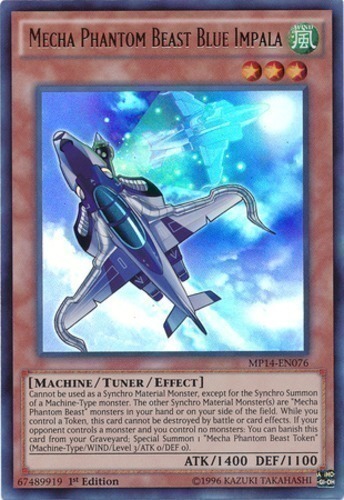 MECHA PHANTOM BEAST BLUE IMPALA
WIND
風
MP14-EN076
[MACHINE/TUNER/EFFECT]
Cannot be used as a Synchro Material Monster, except for the Synchro Summon
of a Machine-Type monster. The other Synchro Material Monster(s) are "Mecha
Phantom Beast" monsters in your hand or on your side of the field. While
you control a Token, this card cannot be destroyed by battle or card effects. If your
opponent controls a monster and you control no monsters: You can banish this
card from your Graveyard; Special Summon 1 "Mecha Phantom Beast Token"
(Machine-Type/WIND/Level 3/ATK 0/DEF 0).
ATK/1400 DEF/1100
67489919 1st Edition ©1996 KAZUKI TAKAHASHI